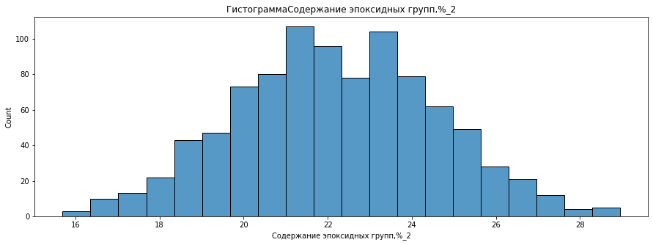 ГистограммаСодержание эпоксидных групп,%_2
100
80
60
40
20
0
Count
16 18 20 22 24 26 28
Содержание эпоксидных групп,%_2